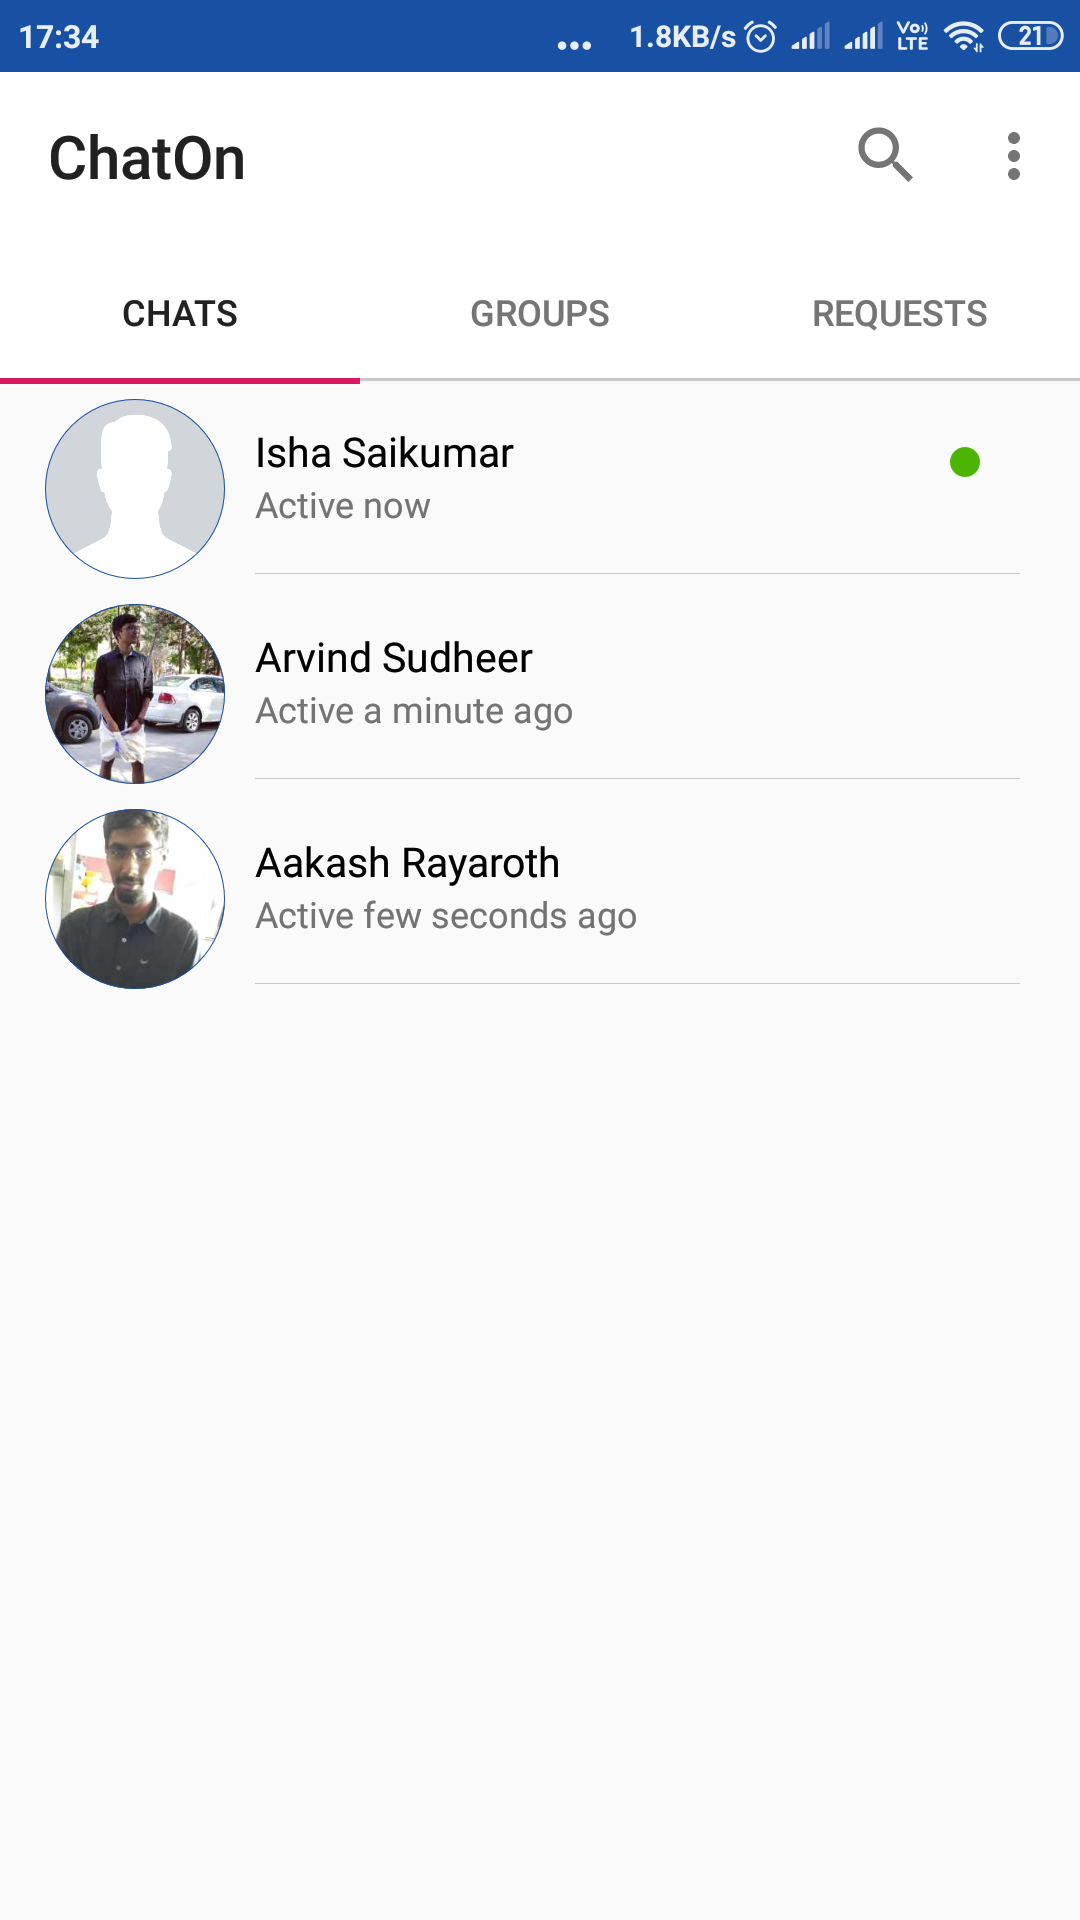 17:34 ... 1.8KB/s Vo)) LTE 21
ChatOn
CHATS GROUPS REQUESTS
Isha Saikumar
Active now
Arvind Sudheer
Active a minute ago
Aakash Rayaroth
Active few seconds ago